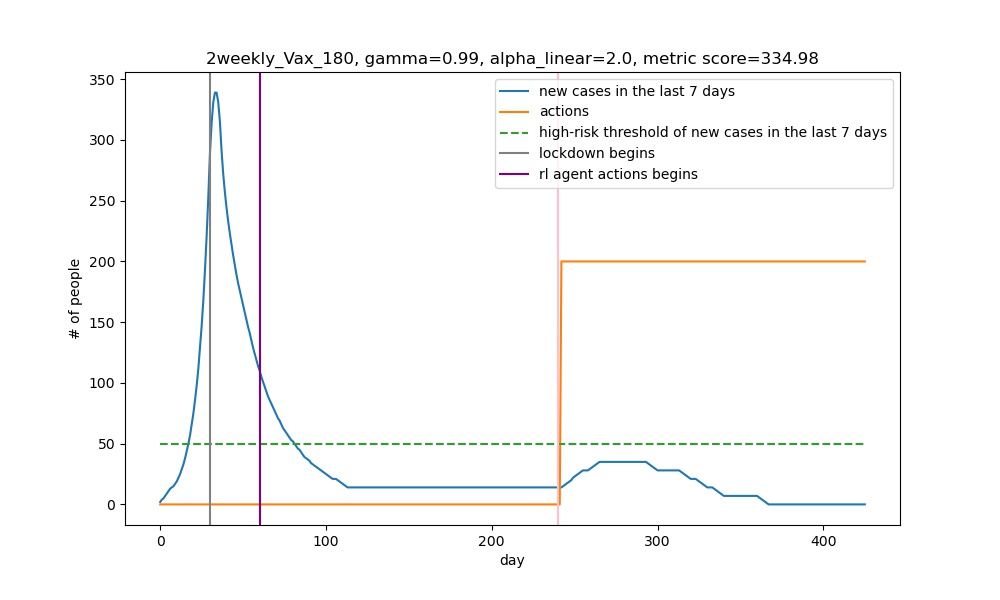 2weekly_Vax_180, gamma=0.99, alpha_linear=2.0, metric score=334.98
new cases in the last 7 days
actions
high-risk threshold of new cases in the last 7 days
lockdown begins
rl agent actions begins
# of people
350
300
250
200
150
100
50
0
0
100
200
300
400
day